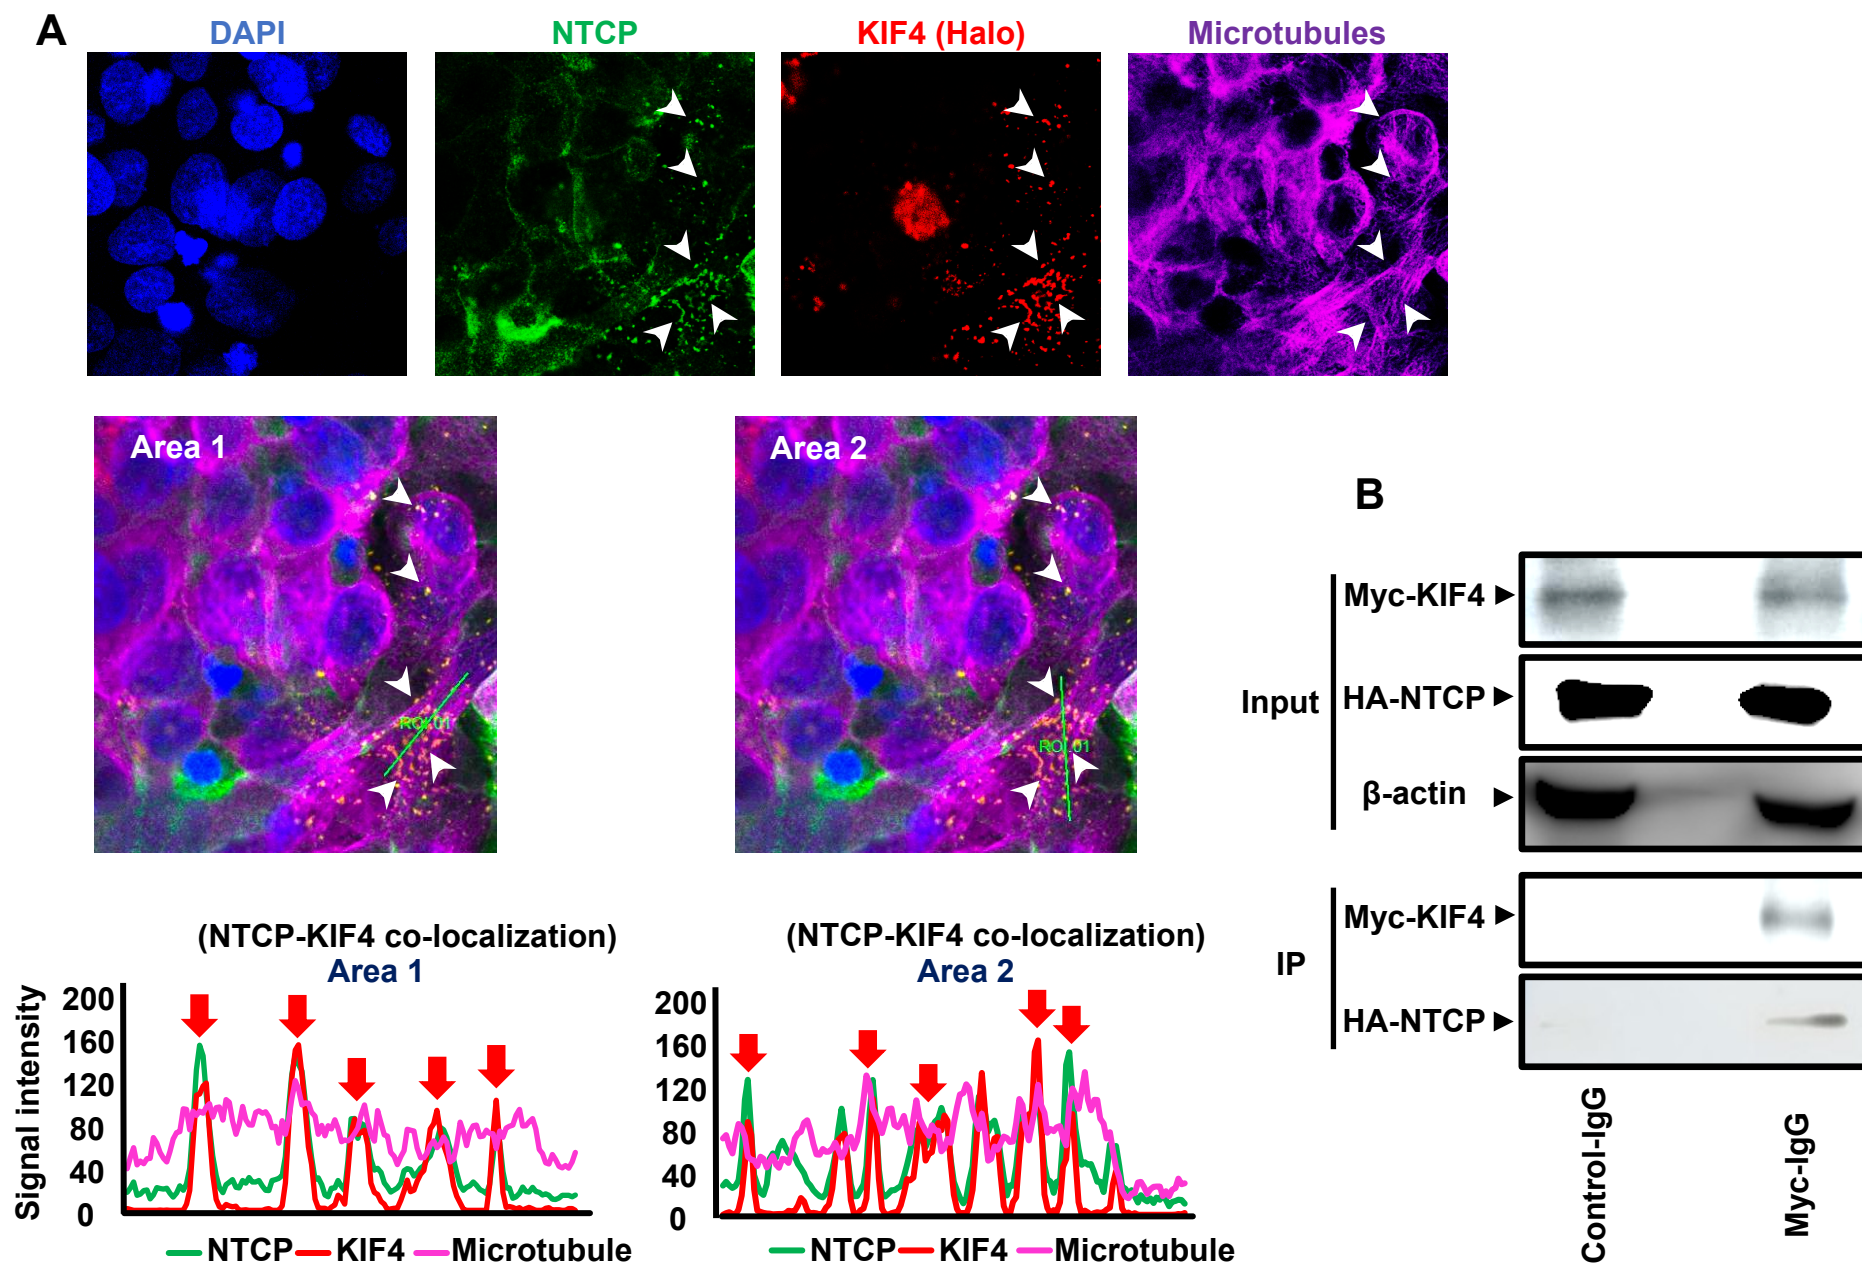 A
DAPI
NTCP
KIF4 (Halo)
Microtubules
Area 1
ROI.01
Area 2
ROI.01
B
Input
Myc-KIF4
HA-NTCP
β-actin
IP
Myc-KIF4
HA-NTCP
Control-IgG
Myc-IgG
(NTCP-KIF4 co-localization)
Area 1
Signal intensity
200
160
120
80
40
0
NTCP
KIF4
Microtubule
(NTCP-KIF4 co-localization)
Area 2
200
160
120
80
40
0
NTCP
KIF4
Microtubule